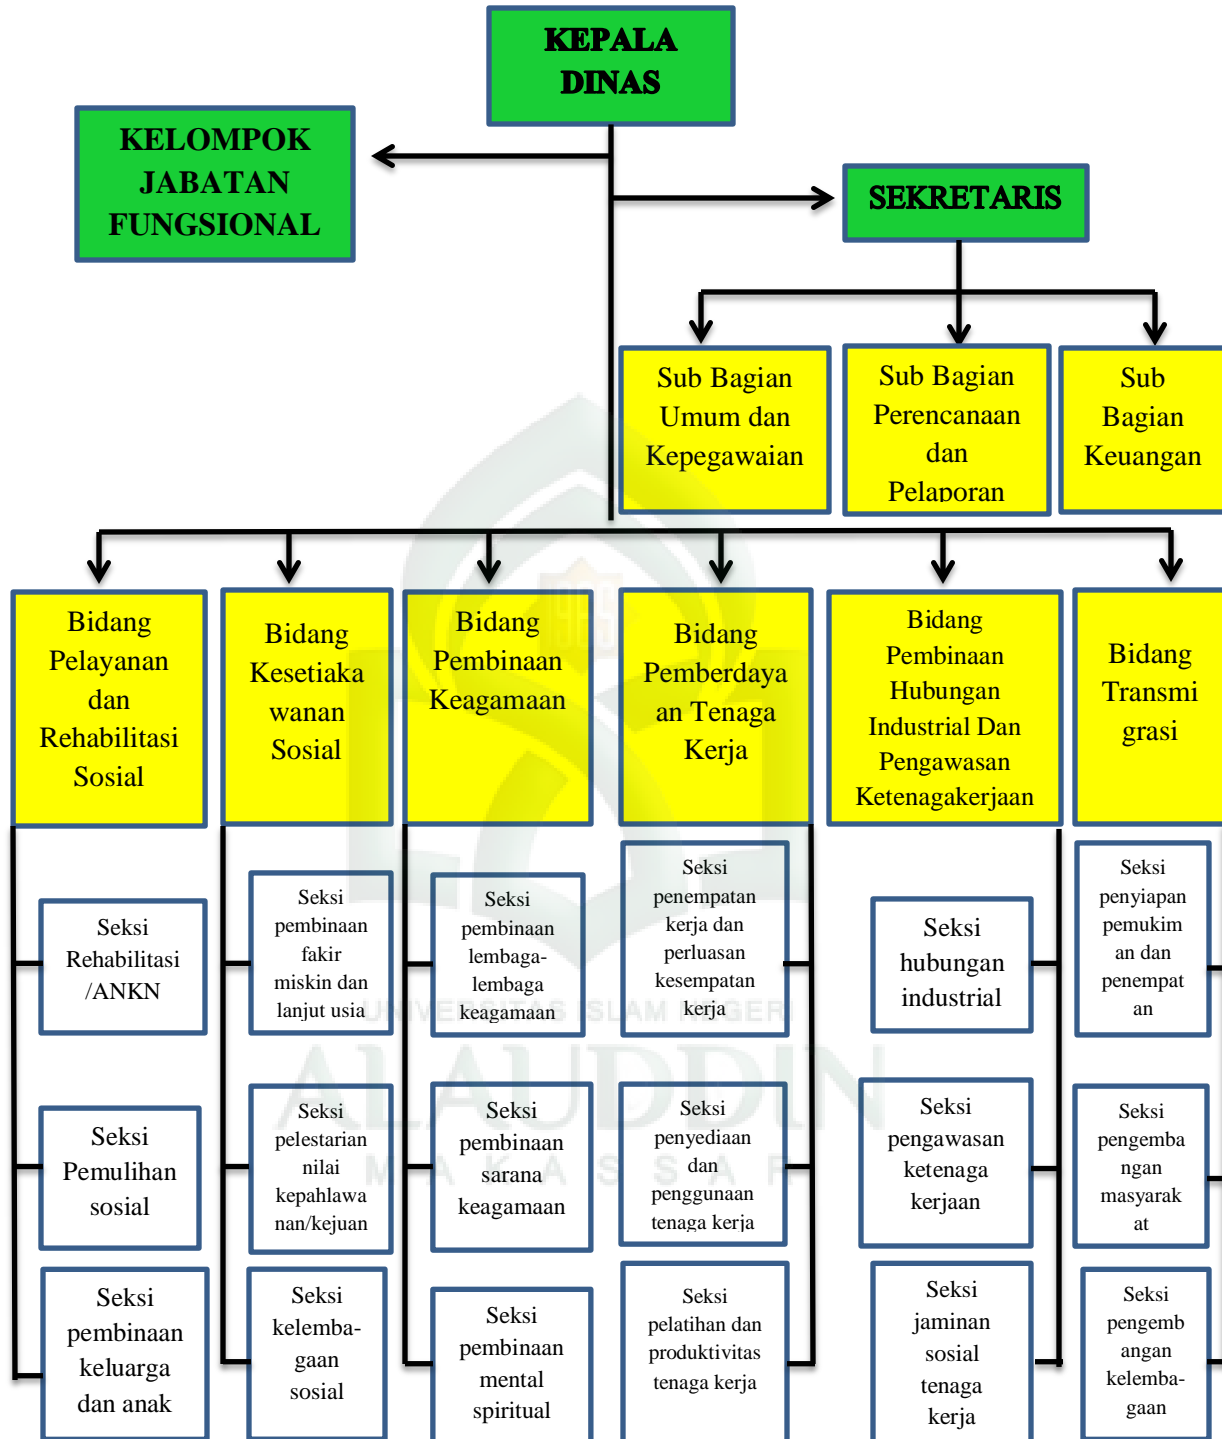 KEPALA
DINAS
KELOMPOK
JABATAN
FUNGSIONAL
SEKRETARIS
Sub Bagian
Umum dan
Kepegawaian
Sub Bagian
Perencanaan
dan
Pelaporan
Sub
Bagian
Keuangan
Bidang
Pelayanan
dan
Rehabilitasi
Sosial
Bidang
Kesetiaka
wanan
Sosial
Bidang
Pembinaan
Keagamaan
Bidang
Pemberdaya
an Tenaga
Kerja
Bidang
Pembinaan
Hubungan
Industrial Dan
Pengawasan
Ketenagakerjaan
Bidang
Transmi
grasi
Seksi
Rehabilitasi
/ANKN
Seksi
pembinaan
fakir
miskin dan
lanjut usia
Seksi
pembinaan
lembaga-
lembaga
keagamaan
Seksi
penempatan
kerja dan
perluasan
kesempatan
kerja
Seksi
hubungan
industrial
Seksi
penyiapan
pemukim
an dan
penempat
an
UNIVERSITAS ISLAM NEGERI
ALAUDDIN
MAKASSAR
Seksi
Pemulihan
sosial
Seksi
pelestarian
nilai
kepahlawa
nan/kejuan
Seksi
pembinaan
sarana
keagamaan
Seksi
penyediaan
dan
penggunaan
tenaga kerja
Seksi
pengawasan
ketenaga
kerjaan
Seksi
pengemba
ngan
masyarak
at
Seksi
pembinaan
keluarga
dan anak
Seksi
kelemba-
gaan
sosial
Seksi
pembinaan
mental
spiritual
Seksi
pelatihan dan
produktivitas
tenaga kerja
Seksi
jaminan
sosial
tenaga
kerja
Seksi
pengemb
angan
kelemba-
gaan